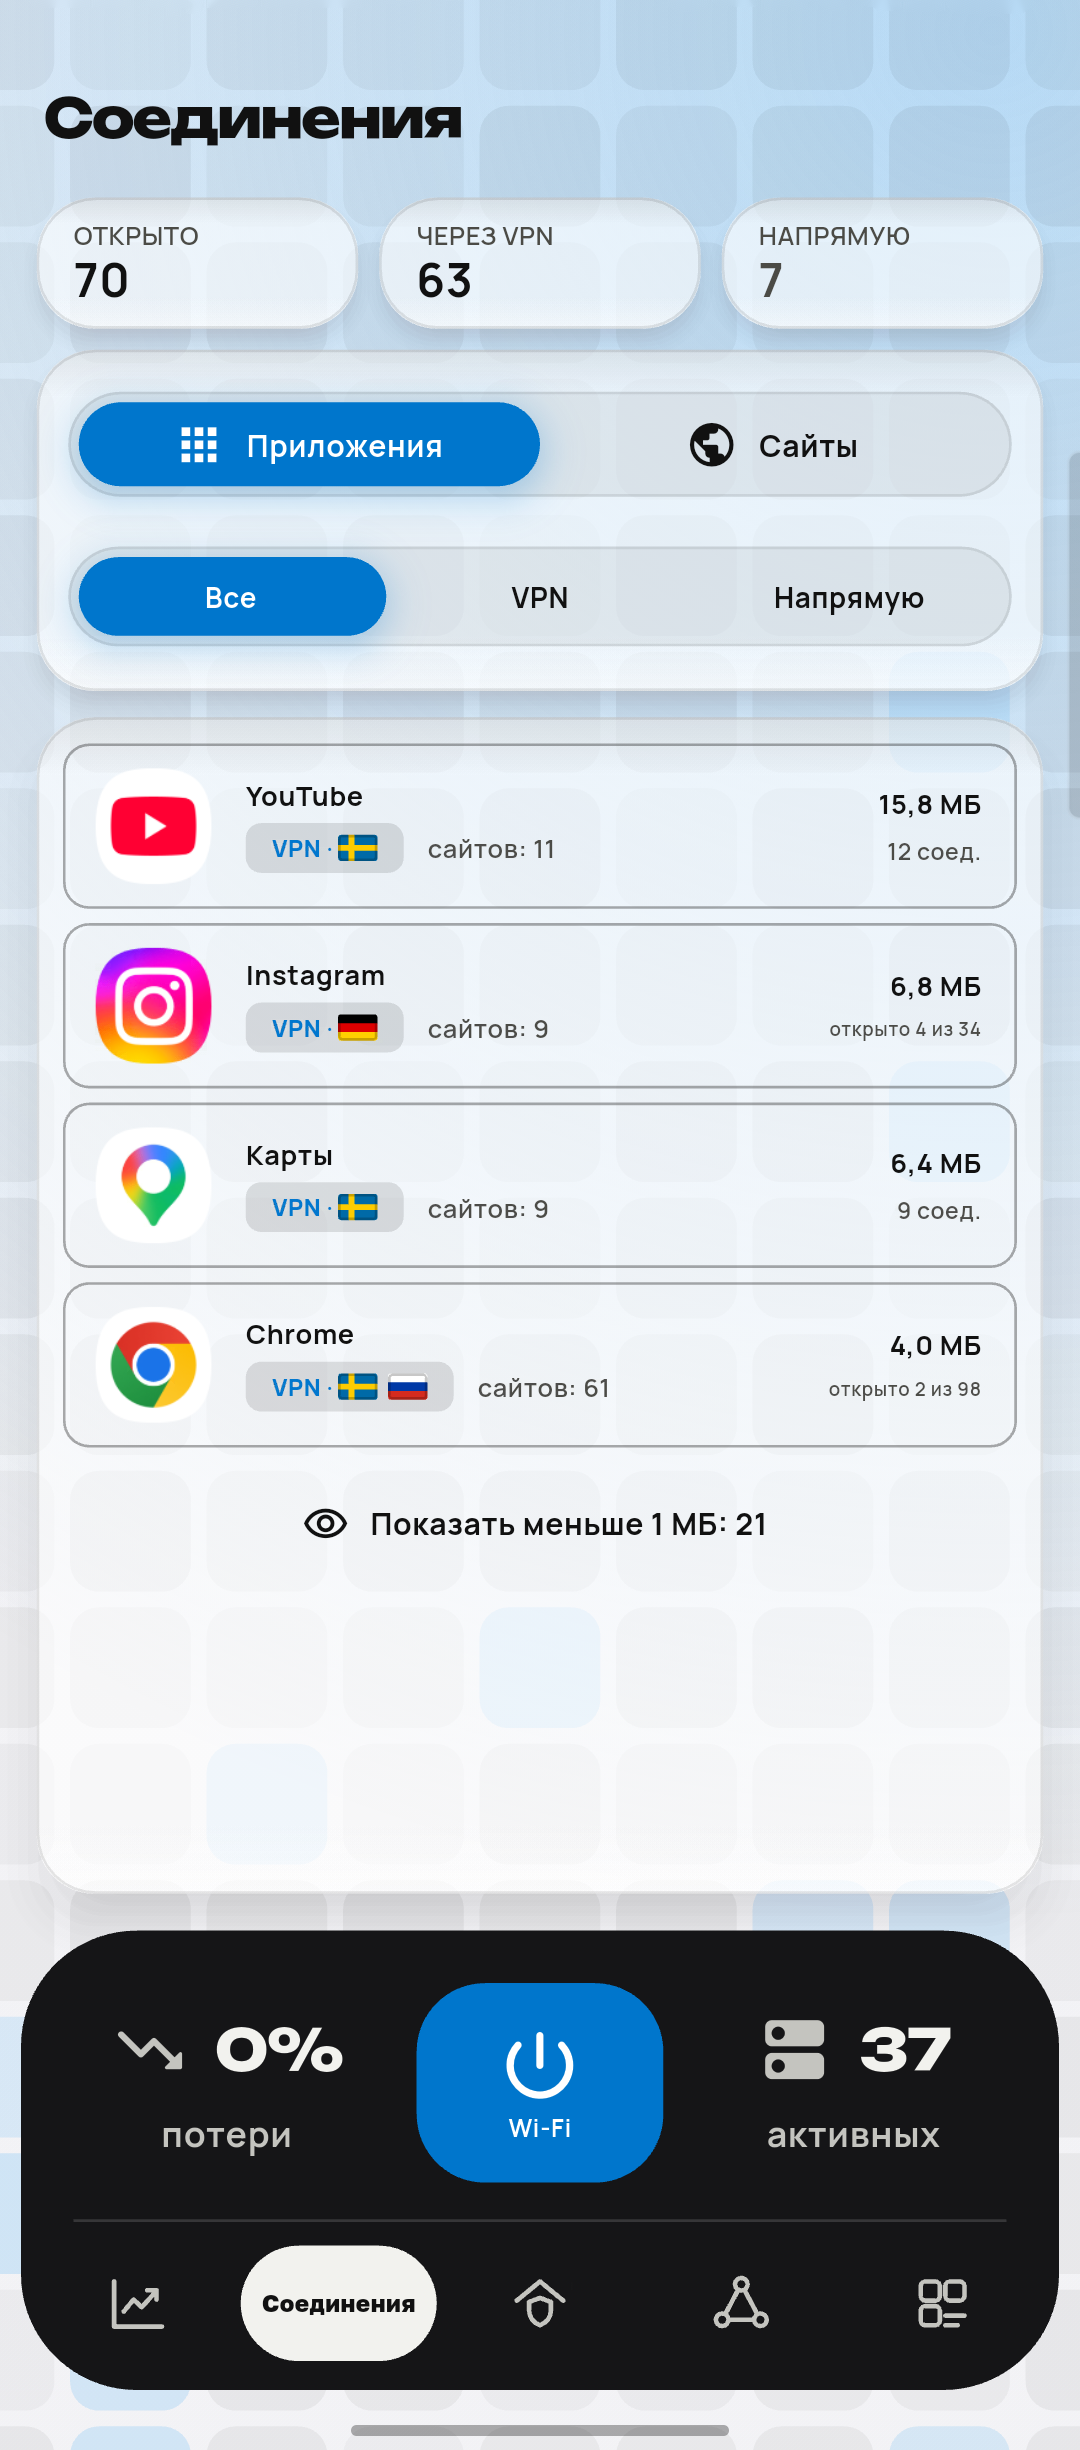 Соединения
ОТКРЫТО
70
ЧЕРЕЗ VPN
63
НАПРЯМУЮ
7
Приложения
Сайты
Все
VPN
Напрямую
YouTube
15,8 МБ
VPN ·
сайтов: 11
12 соед.
Instagram
6,8 МБ
VPN ·
сайтов: 9
открыто 4 из 34
Карты
6,4 МБ
VPN ·
сайтов: 9
9 соед.
Chrome
4,0 МБ
VPN ·
сайтов: 61
открыто 2 из 98
Показать меньше 1 МБ: 21
0%
потери
Wi-Fi
37
активных
Соединения